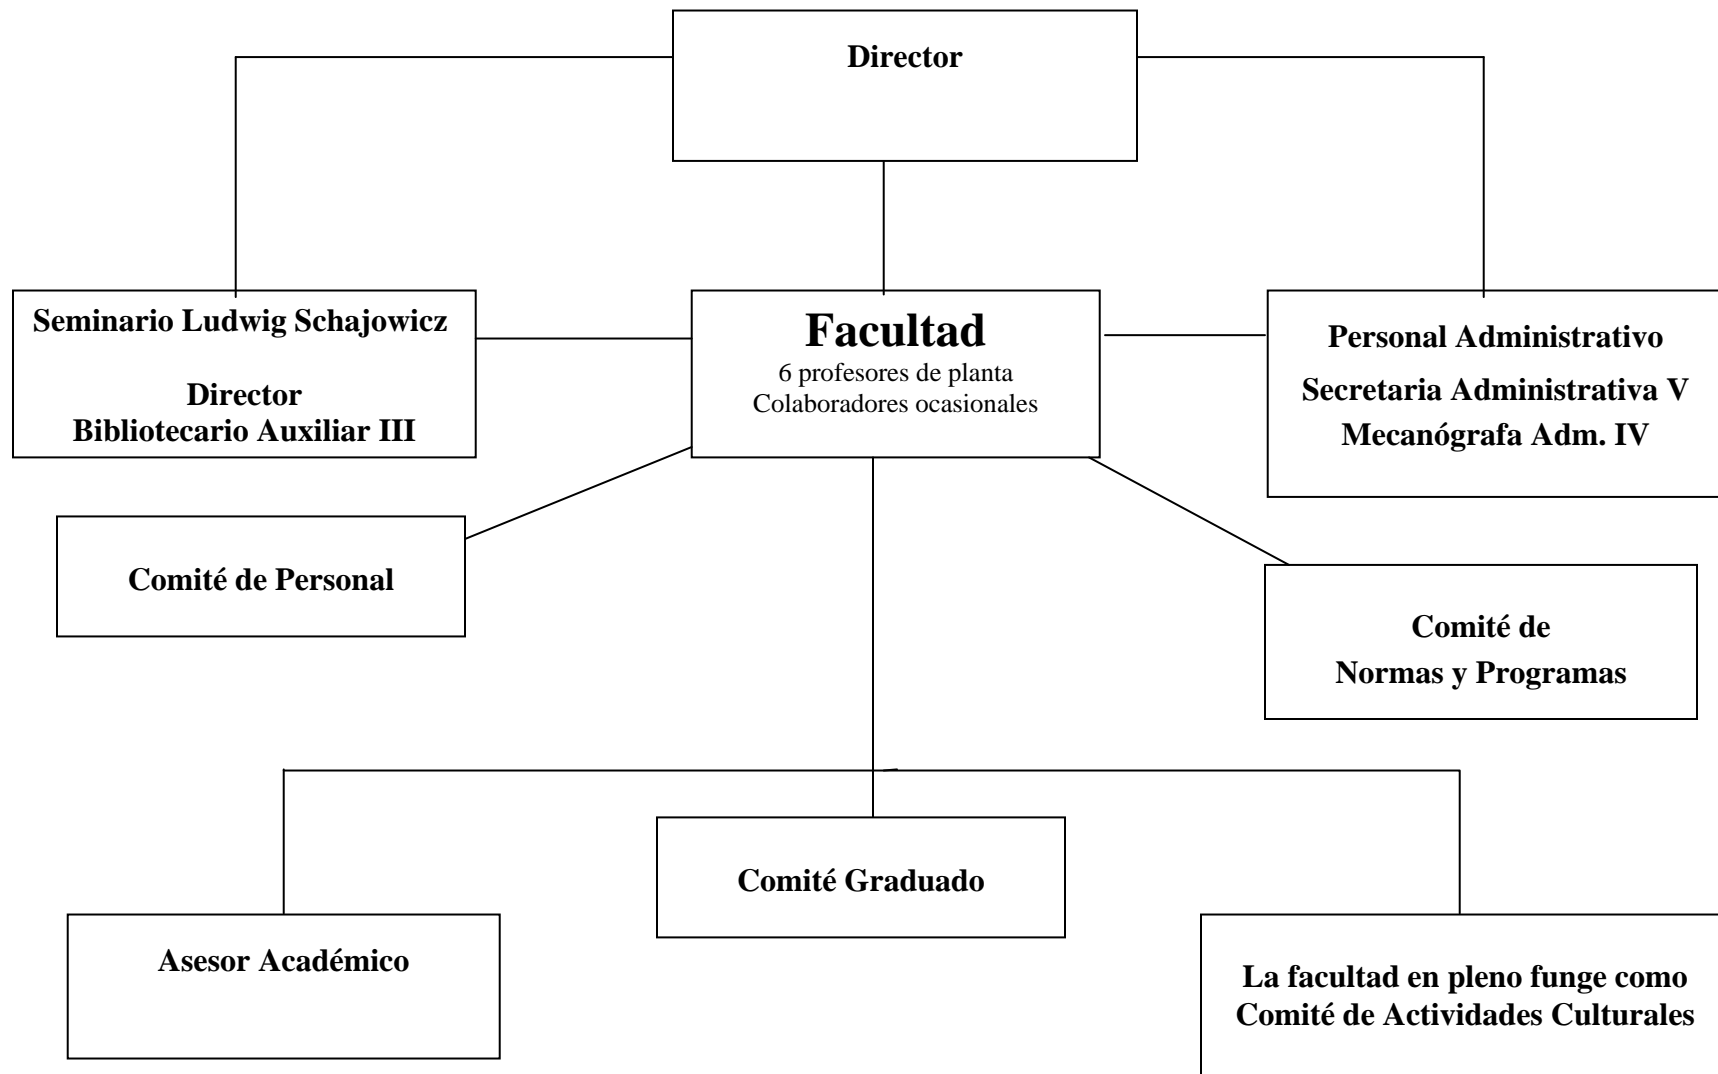 Director
Seminario Ludwig Schajowicz
Director
Bibliotecario Auxiliar III
Facultad
6 profesores de planta
Colaboradores ocasionales
Personal Administrativo
Secretaria Administrativa V
Mecanógrafa Adm. IV
Comité de Personal
Comité de
Normas y Programas
Comité Graduado
Asesor Académico
La facultad en pleno funge como
Comité de Actividades Culturales